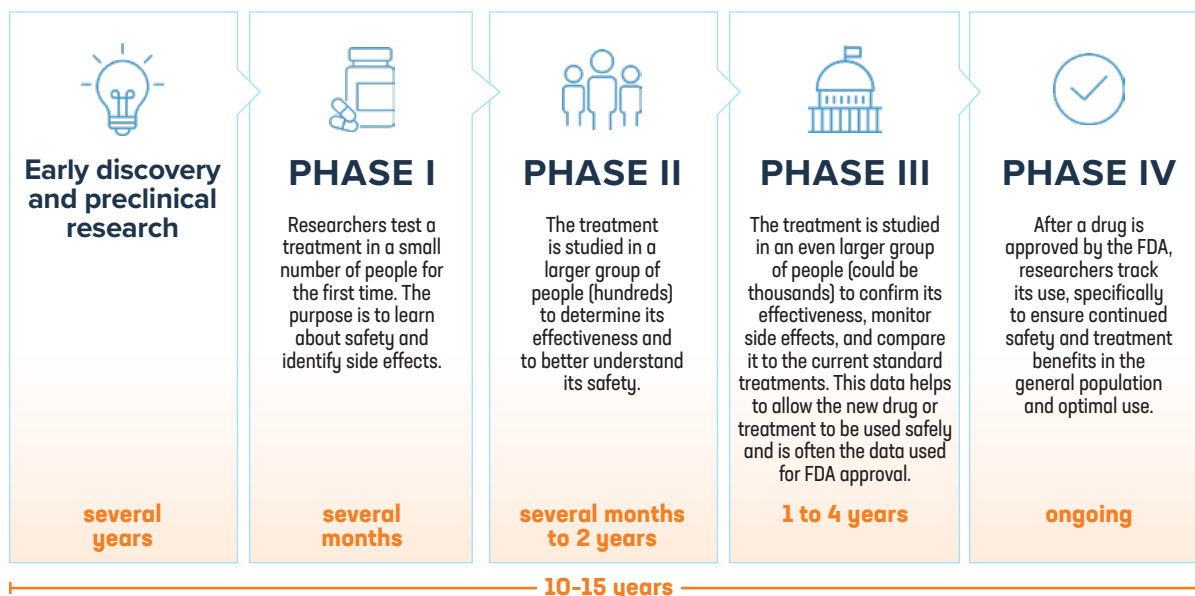 Early discovery
and preclinical
research
several
years
PHASE I
Researchers test a
treatment in a small
number of people for
the first time. The
purpose is to learn
about safety and
identify side effects.
several
months
PHASE II
The treatment
is studied in a
larger group of
people (hundreds)
to determine its
effectiveness and
to better understand
its safety.
several months
to 2 years
PHASE III
The treatment is studied
in an even larger group
of people (could be
thousands) to confirm its
effectiveness, monitor
side effects, and compare
it to the current standard
treatments. This data helps
to allow the new drug or
treatment to be used safely
and is often the data used
for FDA approval.
1 to 4 years
PHASE IV
After a drug is
approved by the FDA,
researchers track
its use, specifically
to ensure continued
safety and treatment
benefits in the
general population
and optimal use.
ongoing
10-15 years